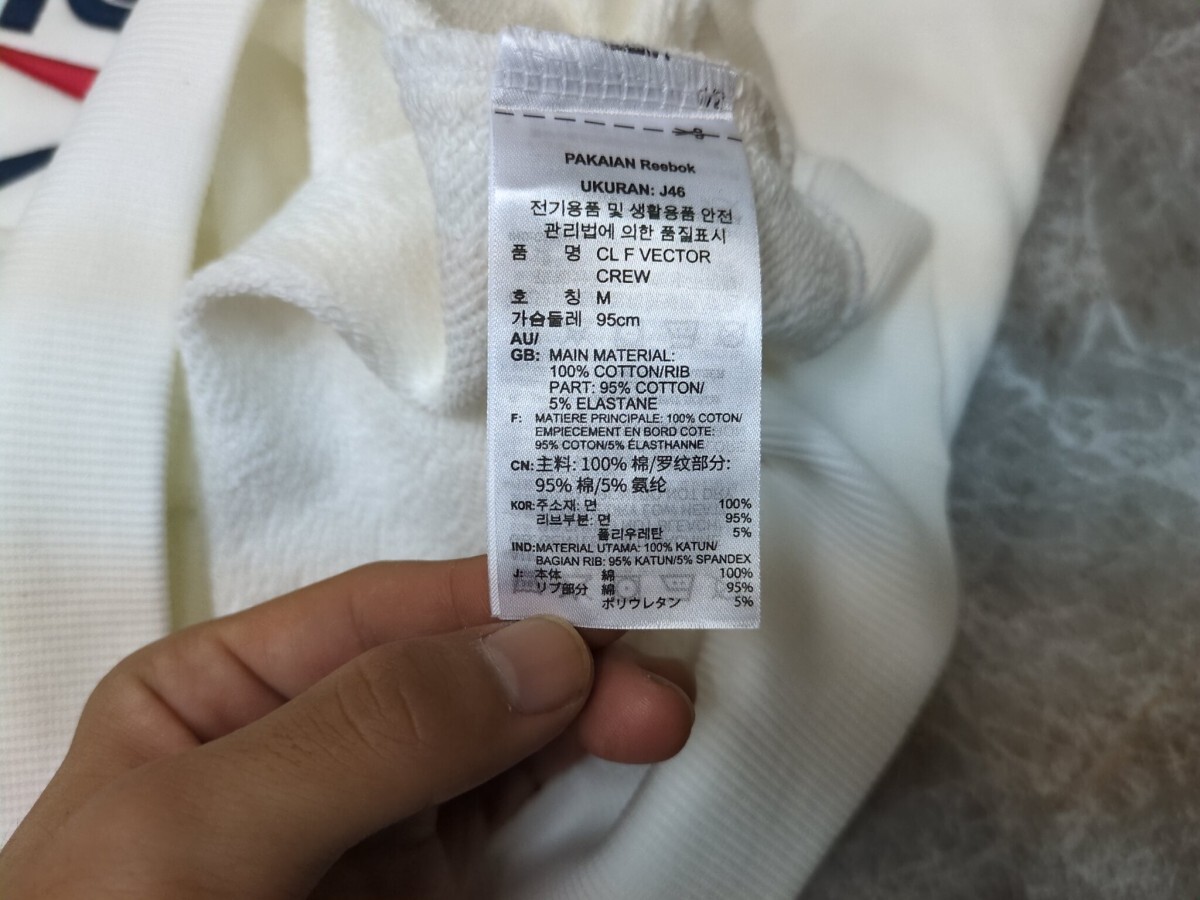 PAKAIAN Reebok
UKURAN: J46
전기용품 및 생활용품 안전
관리법에 의한 품질표시
품 명 CL F VECTOR
CREW
호 칭 M
가슴둘레 95cm
AU/
GB: MAIN MATERIAL:
100% COTTON/RIB
PART: 95% COTTON/
5% ELASTANE
F: MATIERE PRINCIPALE: 100% COTON/
EMPIECEMENT EN BORD COTE:
95% COTON/5% ÉLASTHANNE
CN: 主料: 100% 棉/罗纹部分:
95% 棉/5% 氨纶
KOR: 주소재: 면 100%
리브부분: 면 95%
폴리우레탄 5%
IND: MATERIAL UTAMA: 100% KATUN/
BAGIAN RIB: 95% KATUN/5% SPANDEX
J: 本体 綿 100%
リブ部分 綿 95%
ポリウレタン 5%